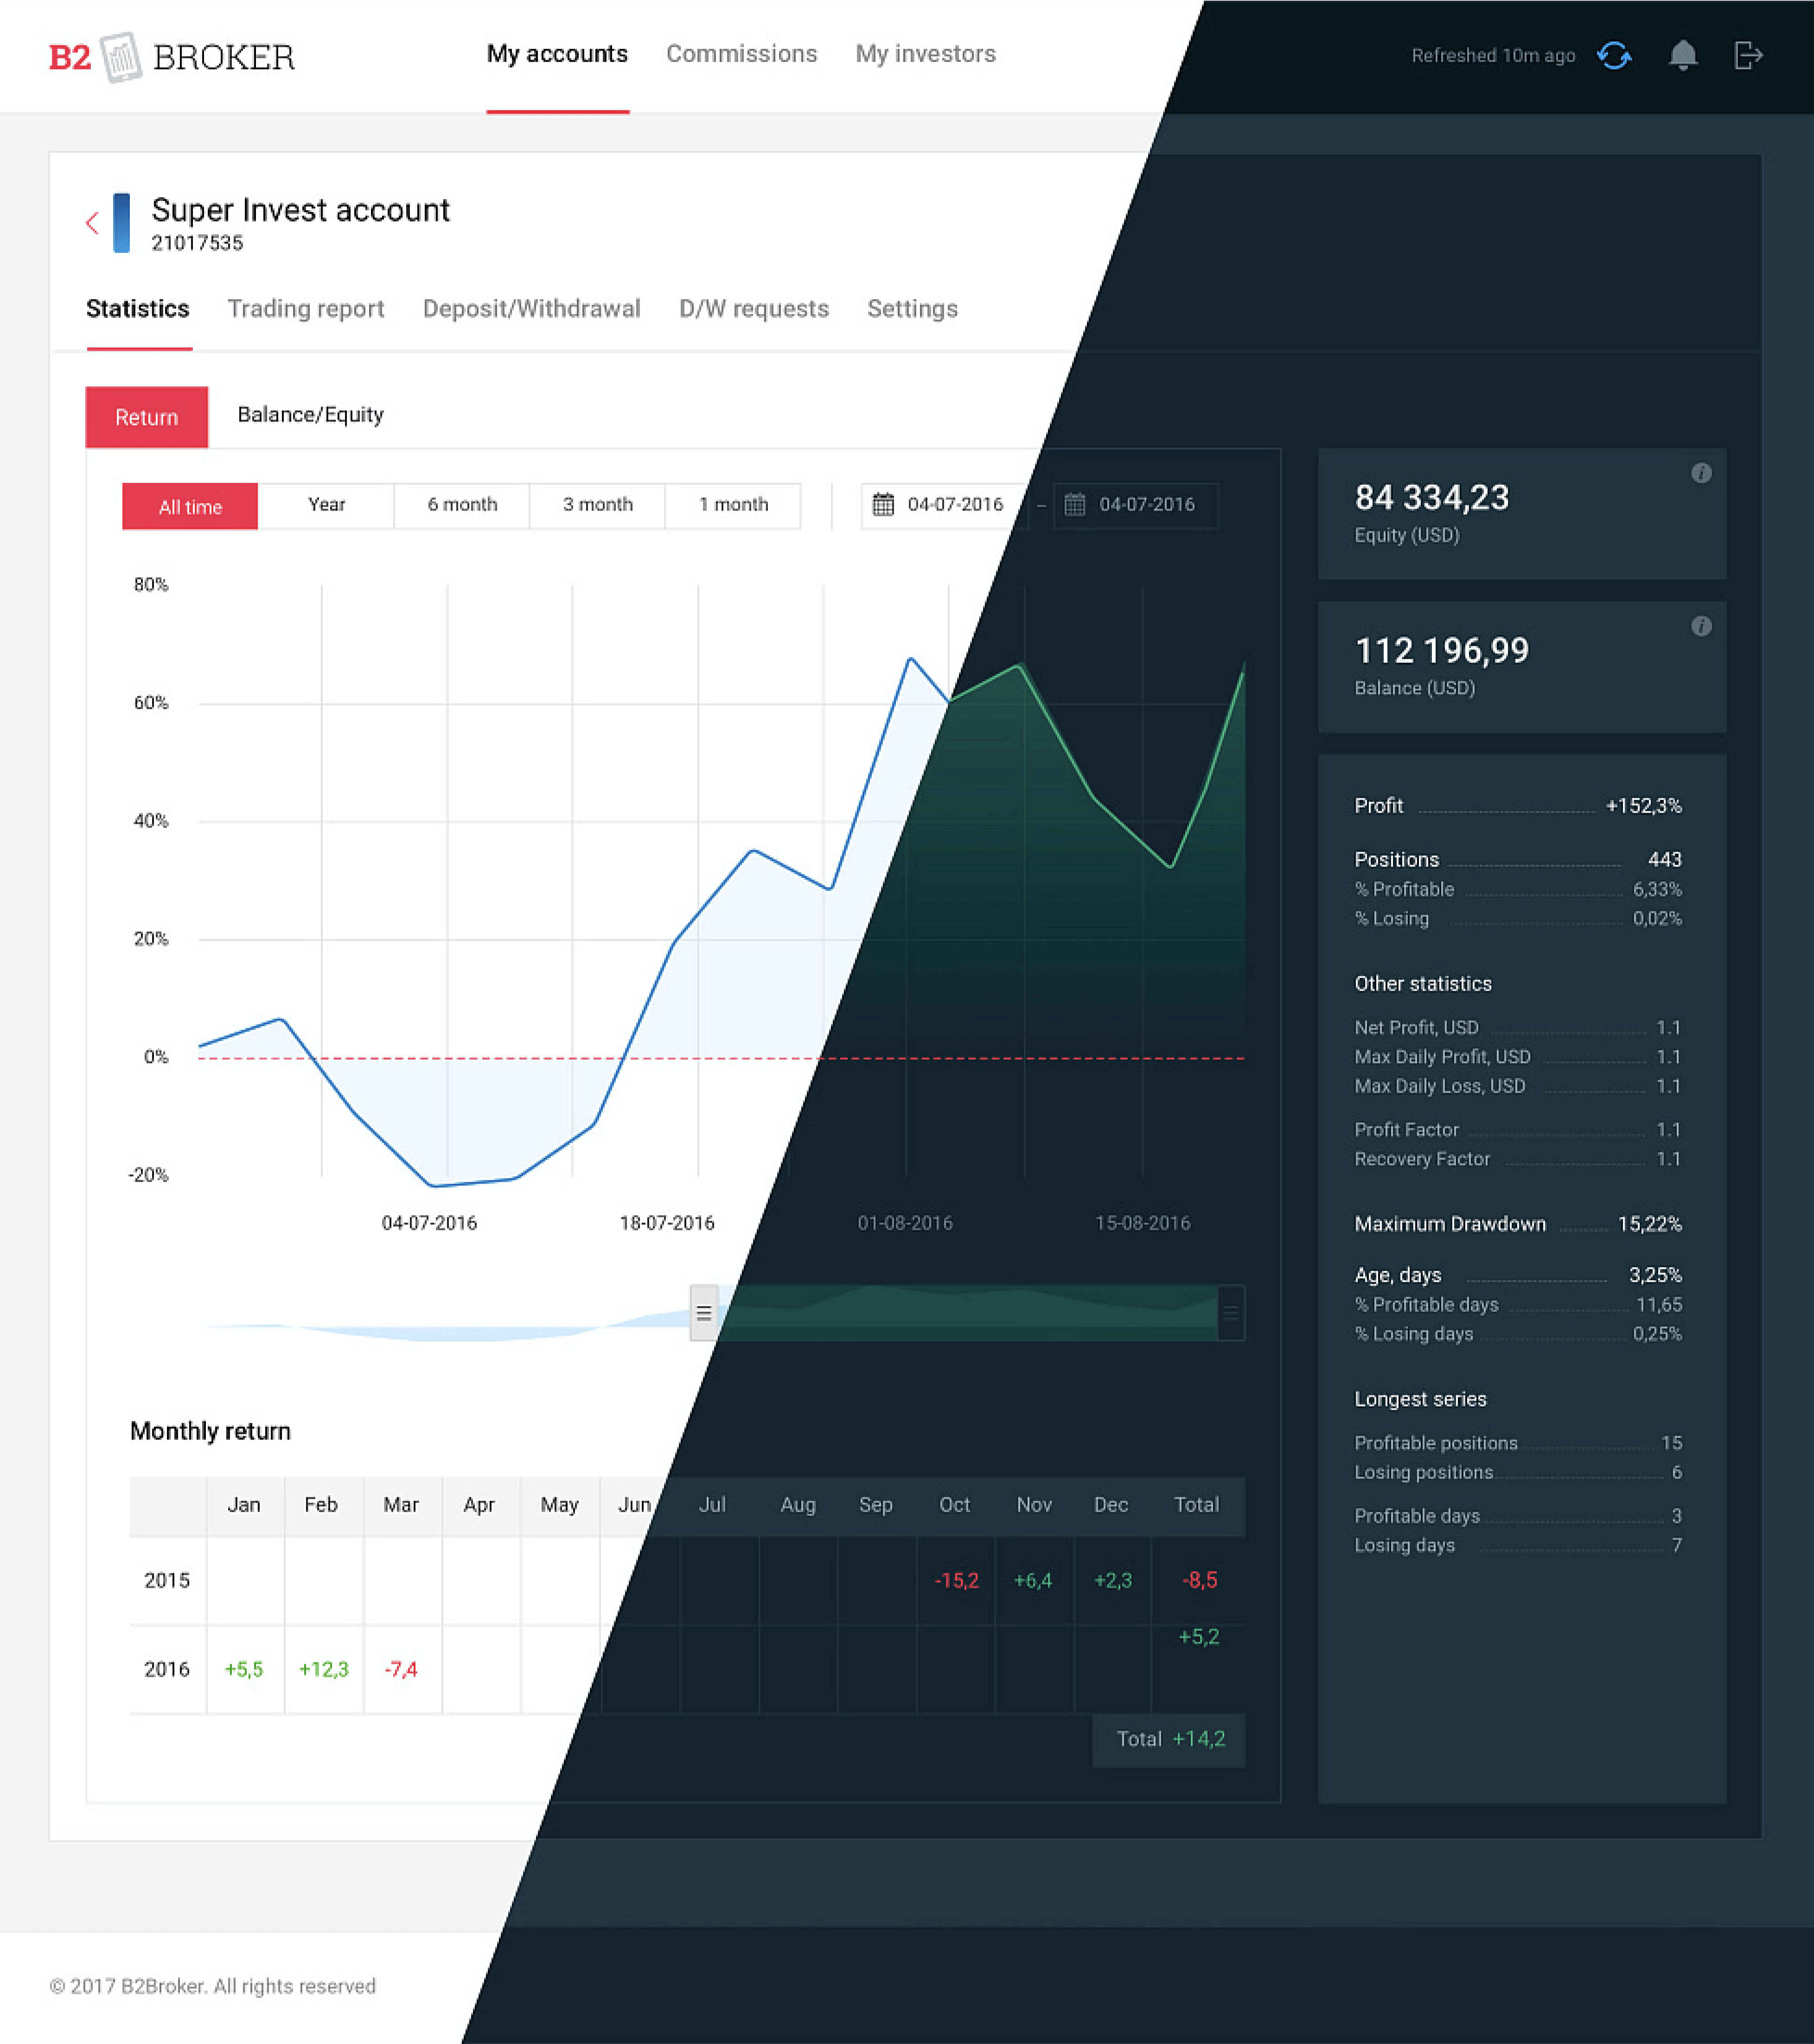 B2 BROKER
My accounts Commissions My investors
Refreshed 10m ago
Super Invest account
21017535
Statistics Trading report Deposit/Withdrawal D/W requests Settings
Return Balance/Equity
All time Year 6 month 3 month 1 month 04-07-2016 – 04-07-2016
80%
60%
40%
20%
0%
-20%
04-07-2016 18-07-2016 01-08-2016 15-08-2016
Monthly return
Jan Feb Mar Apr May Jun Jul Aug Sep Oct Nov Dec Total
2015 -15,2 +6,4 +2,3 -8,5
+5,2
2016 +5,5 +12,3 -7,4
Total +14,2
84 334,23
Equity (USD)
112 196,99
Balance (USD)
Profit +152,3%
Positions 443
% Profitable 6,33%
% Losing 0,02%
Other statistics
Net Profit, USD 1.1
Max Daily Profit, USD 1.1
Max Daily Loss, USD 1.1
Profit Factor 1.1
Recovery Factor 1.1
Maximum Drawdown 15,22%
Age, days 3,25%
% Profitable days 11,65
% Losing days 0,25%
Longest series
Profitable positions 15
Losing positions 6
Profitable days 3
Losing days 7
© 2017 B2Broker. All rights reserved